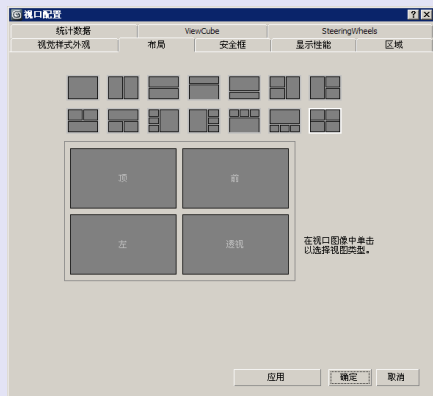 视口配置
统计数据 ViewCube SteeringWheels
视觉样式外观 布局 安全框 显示性能 区域
顶 前
左 透视
在视口图像中单击
以选择视图类型。
应用 确定 取消